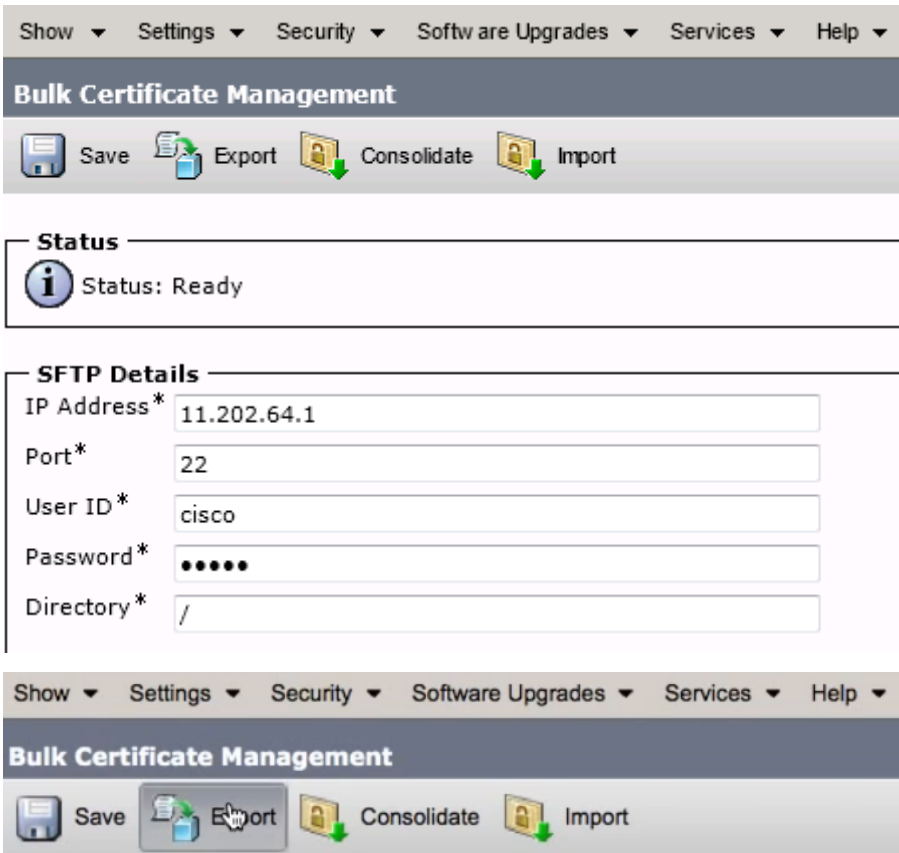 Show Settings Security Software Upgrades Services Help
Bulk Certificate Management
Save Export Consolidate Import
Status
i Status: Ready
SFTP Details
IP Address* 11.202.64.1
Port* 22
User ID* cisco
Password* •••••
Directory* /
Show Settings Security Software Upgrades Services Help
Bulk Certificate Management
Save Export Consolidate Import